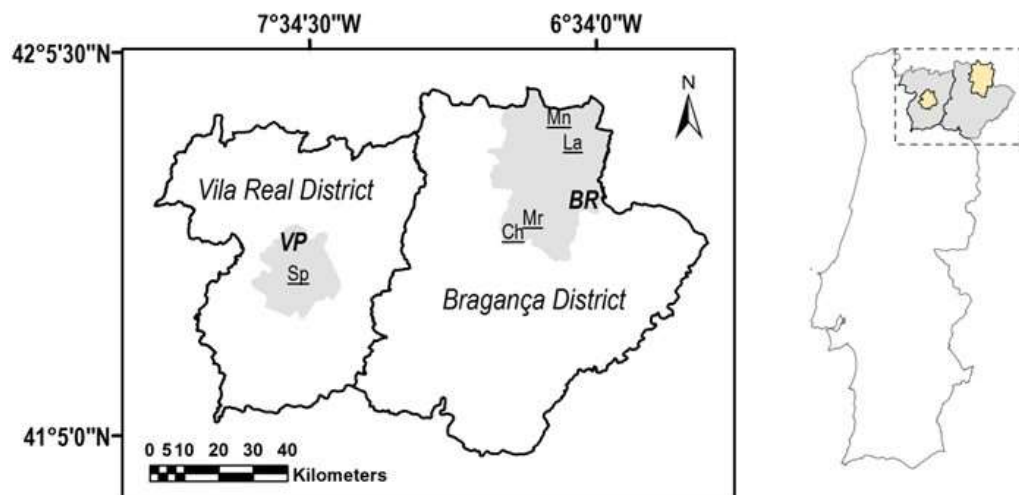 7°34'30"W
6°34'0"W
42°5'30"N
N
Mn
La
Vila Real District
BR
VP
Mr
Ch
Sp
Bragança District
41°5'0"N
0 5 10 20 30 40
Kilometers